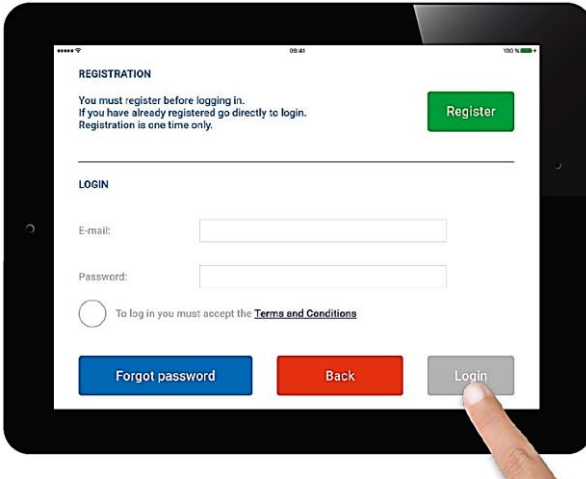 09:41
100 %
REGISTRATION
You must register before logging in.
If you have already registered go directly to login.
Registration is one time only.
Register
LOGIN
E-mail:
Password:
To log in you must accept the Terms and Conditions
Forgot password
Back
Login